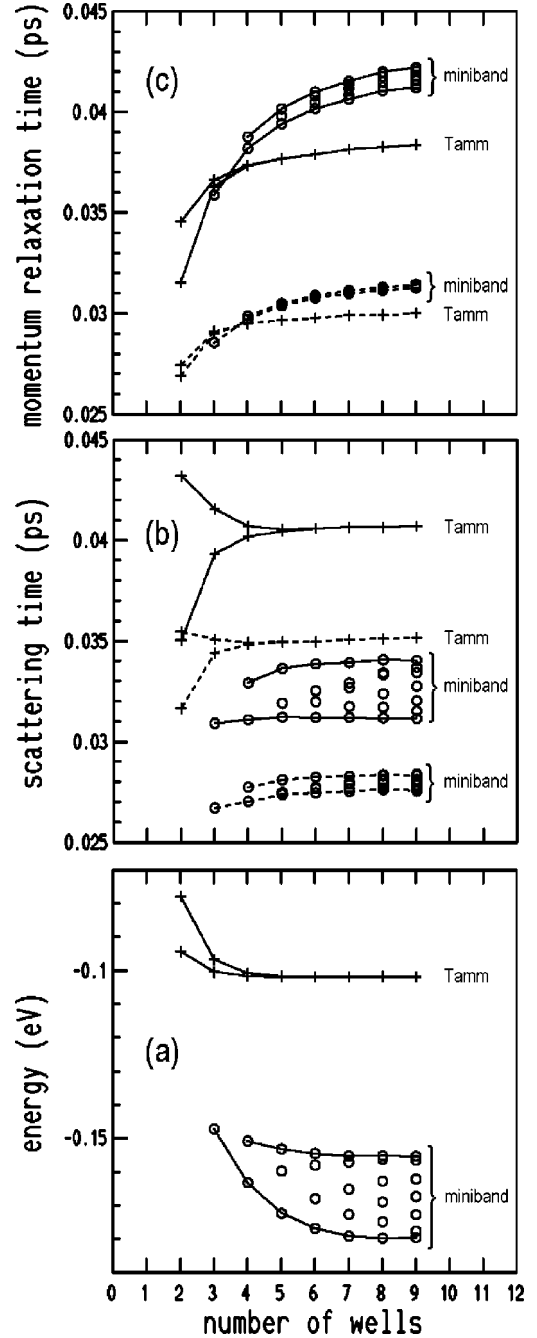 momentum relaxation time (ps)
0.045
0.04
0.035
0.03
0.025
(c)
miniband
Tamm
miniband
Tamm
scattering time (ps)
0.045
0.04
0.035
0.03
0.025
(b)
Tamm
Tamm
miniband
miniband
energy (eV)
-0.1
-0.15
(a)
Tamm
miniband
0 1 2 3 4 5 6 7 8 9 10 11 12
number of wells